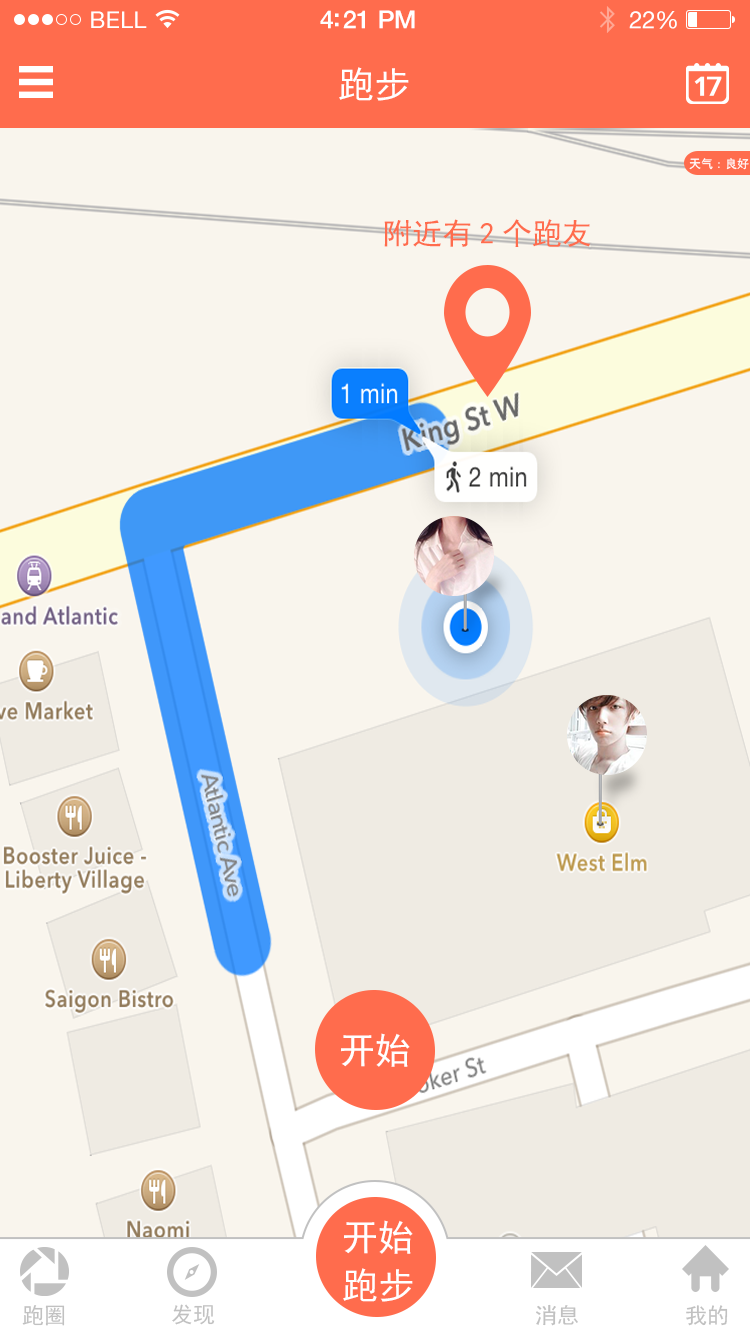 BELL 4:21 PM 22%
跑步
17
天气：良好
附近有 2 个跑友
1 min
King St W
2 min
and Atlantic
ve Market
Atlantic Ave
Booster Juice -
Liberty Village
West Elm
Saigon Bistro
开始
oker St
Naomi
开始
跑步
跑圈
发现
消息
我的